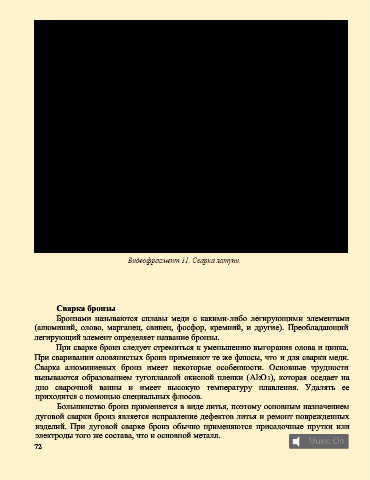 Видеофрагмент 11. Сварка латуни.
Сварка бронзы
Бронзами называются сплавы меди с какими-либо легирующими элементами
(алюминий, олово, марганец, свинец, фосфор, кремний, и другие). Преобладающий
легирующий элемент определяет название бронзы.
При сварке бронз следует стремиться к уменьшению выгорания олова и цинка.
При сваривании оловянистых бронз применяют те же флюсы, что и для сварки меди.
Сварка алюминиевых бронз имеет некоторые особенности. Основные трудности
вызываются образованием тугоплавкой окисной пленки (Al2O3), которая оседает на
дно сварочной ванны и имеет высокую температуру плавления. Удалять ее
приходится с помощью специальных флюсов.
Большинство бронз применяется в виде литья, поэтому основным назначением
дуговой сварки бронз является исправление дефектов литья и ремонт поврежденных
изделий. При дуговой сварке бронз обычно применяются присадочные прутки или
электроды того же состава, что и основной металл.
Music On
72